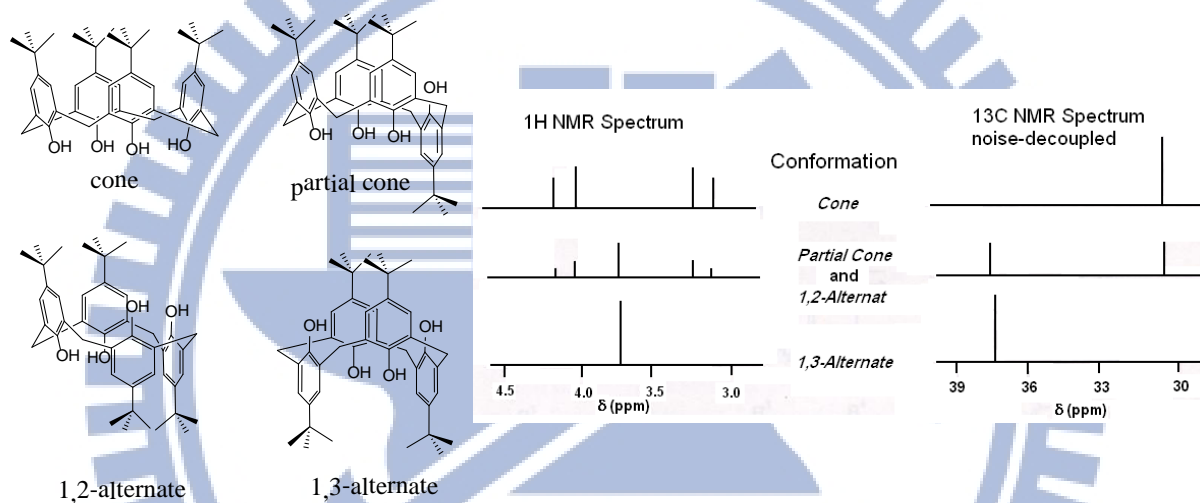 OH
OH
OH
HO
cone
OH
OH
OH
OH
partial cone
OH
OH
OH
HO
1,2-alternate
OH
OH
OH
OH
1,3-alternate
1H NMR Spectrum
4.5 4.0 3.5 3.0
δ (ppm)
Conformation
Cone
Partial Cone
and
1,2-Alternat
1,3-Alternate
13C NMR Spectrum
noise-decoupled
39 36 33 30
δ (ppm)